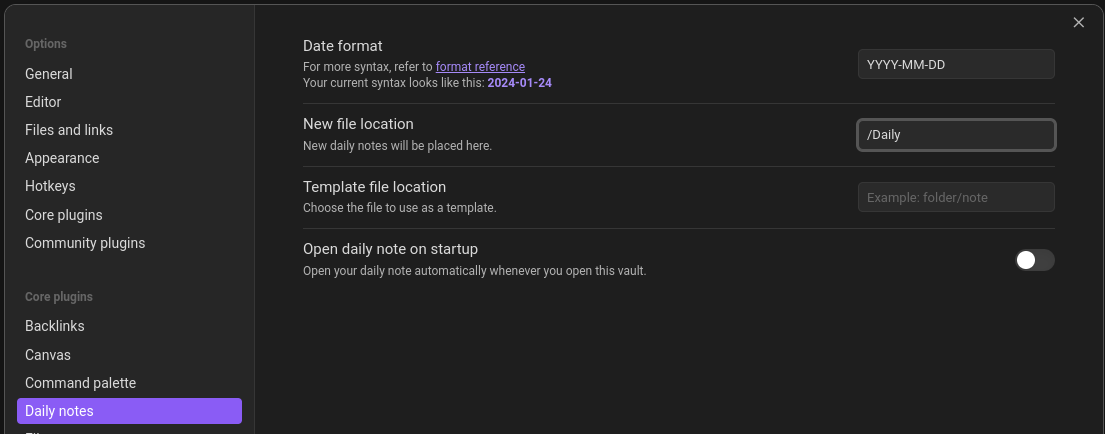 Options
General
Editor
Files and links
Appearance
Hotkeys
Core plugins
Community plugins
Core plugins
Backlinks
Canvas
Command palette
Daily notes
Date format
For more syntax, refer to format reference
Your current syntax looks like this: 2024-01-24
YYYY-MM-DD
New file location
New daily notes will be placed here.
/Daily
Template file location
Choose the file to use as a template.
Example: folder/note
Open daily note on startup
Open your daily note automatically whenever you open this vault.